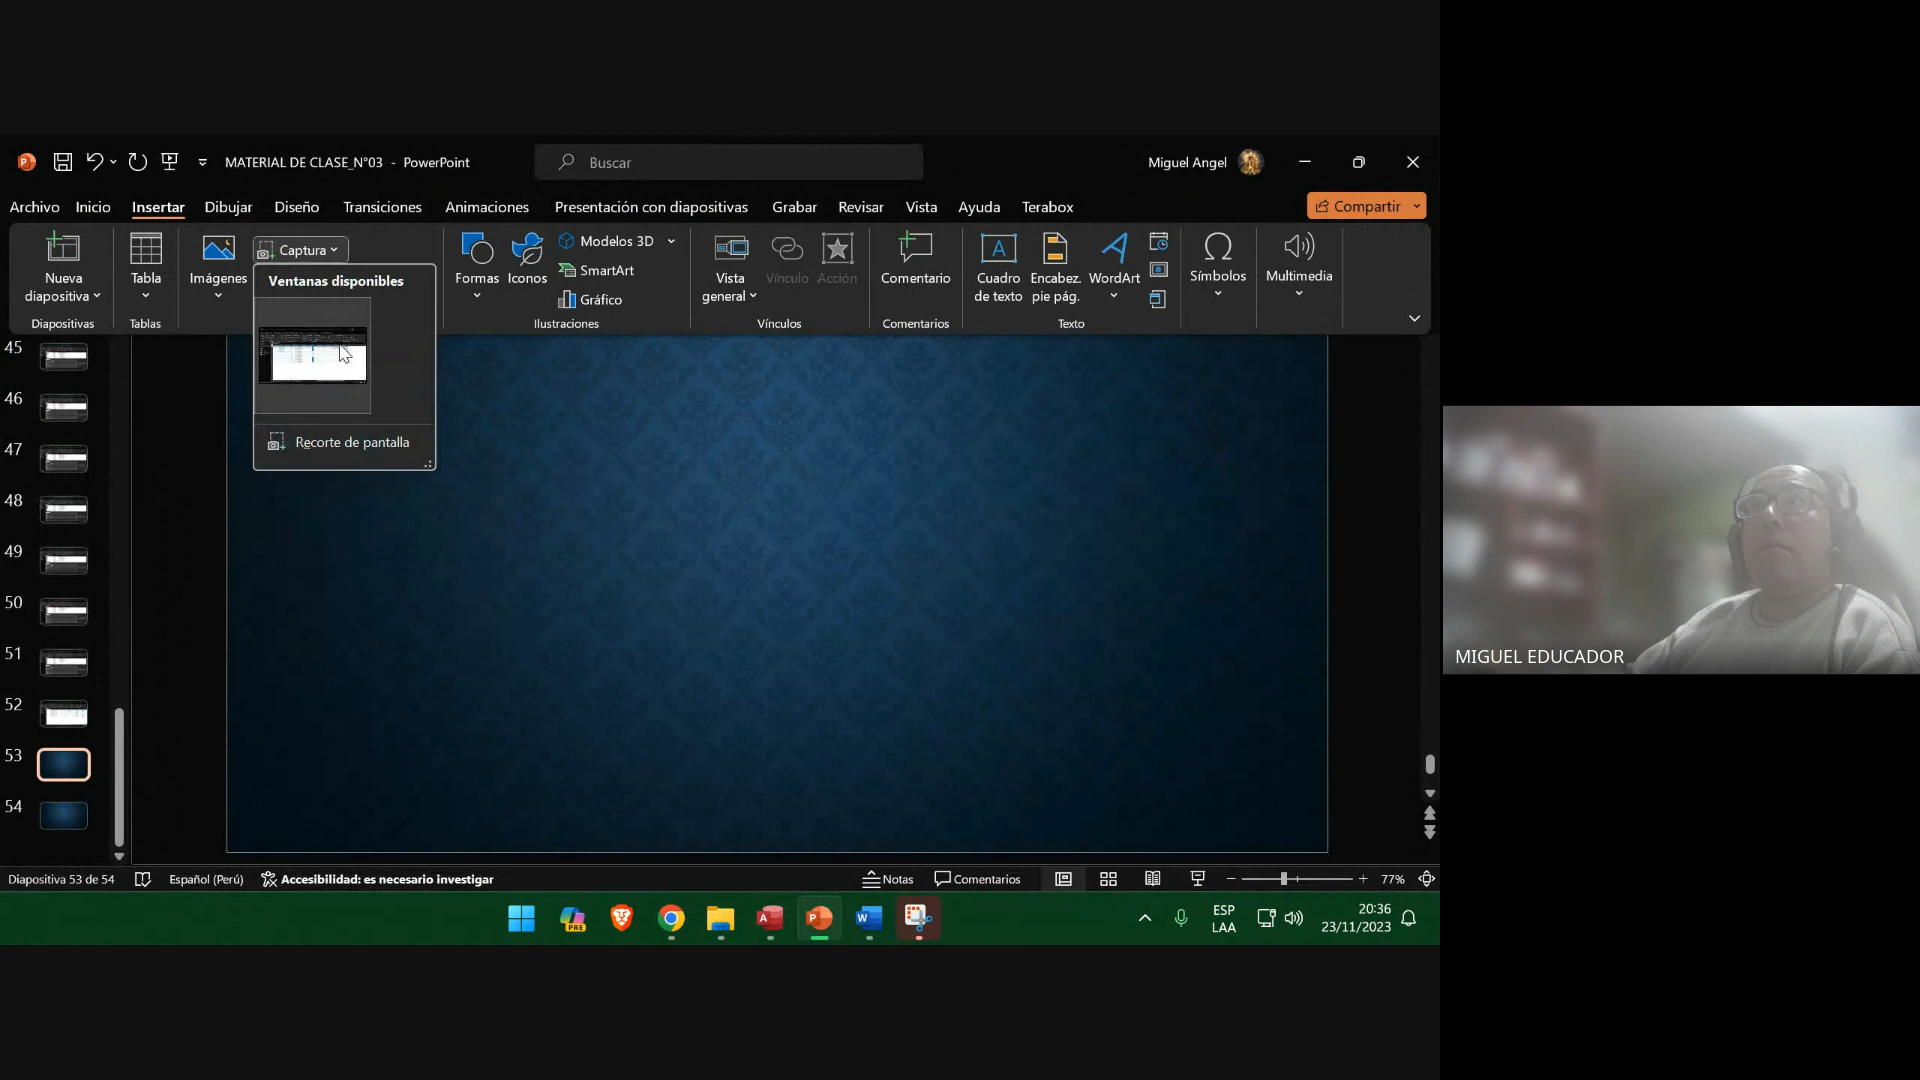 MATERIAL DE CLASE_N°03 - PowerPoint
Buscar
Miguel Angel
Archivo Inicio Insertar Dibujar Diseño Transiciones Animaciones Presentación con diapositivas Grabar Revisar Vista Ayuda Terabox
Compartir
Nueva diapositiva
Diapositivas
Tabla
Tablas
Imágenes
Captura
Ventanas disponibles
Recorte de pantalla
Formas
Iconos
Modelos 3D
SmartArt
Gráfico
Ilustraciones
Vista general
Vínculo
Acción
Vínculos
Comentario
Comentarios
Cuadro de texto
Encabez. pie pág.
WordArt
Texto
Símbolos
Multimedia
45
46
47
48
49
50
51
52
53
54
Diapositiva 53 de 54
Español (Perú)
Accesibilidad: es necesario investigar
Notas
Comentarios
77%
PRE
ESP
LAA
20:36
23/11/2023
MIGUEL EDUCADOR